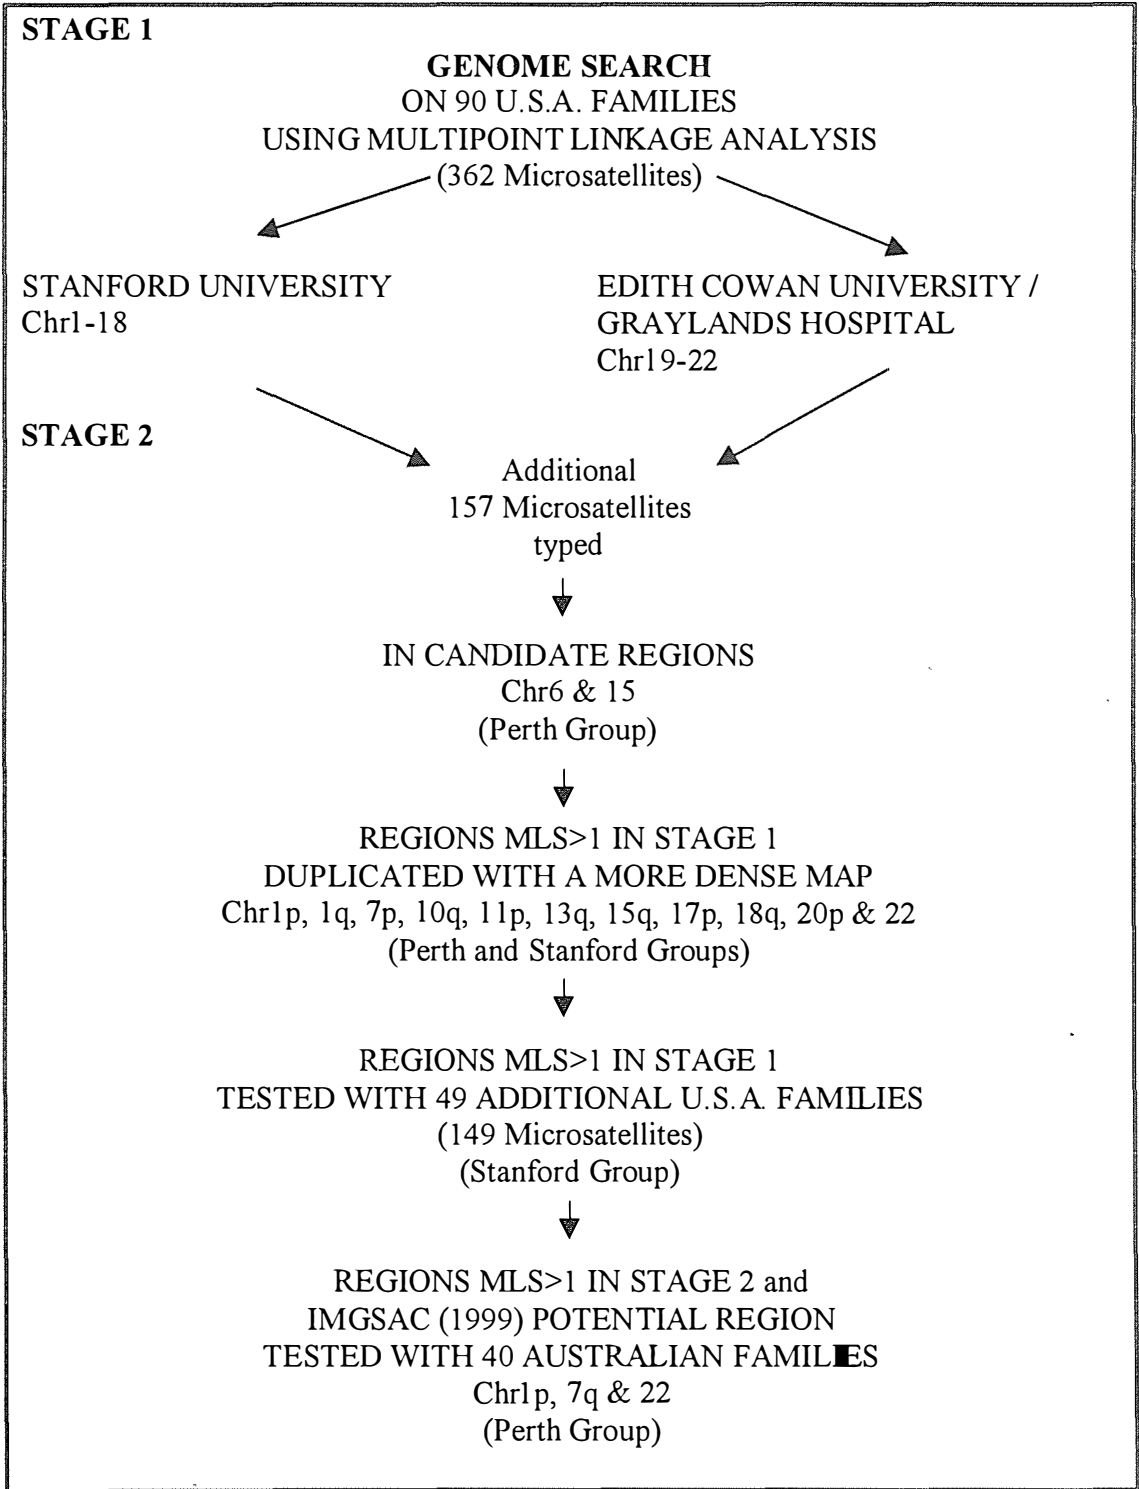 STAGE 1
GENOME SEARCH
ON 90 U.S.A. FAMILIES
USING MULTIPOINT LINKAGE ANALYSIS
(362 Microsatellites)
STANFORD UNIVERSITY
Chr1-18
EDITH COWAN UNIVERSITY /
GRAYLANDS HOSPITAL
Chr19-22
STAGE 2
Additional
157 Microsatellites
typed
IN CANDIDATE REGIONS
Chr6 & 15
(Perth Group)
REGIONS MLS>1 IN STAGE 1
DUPLICATED WITH A MORE DENSE MAP
Chr1p, 1q, 7p, 10q, 11p, 13q, 15q, 17p, 18q, 20p & 22
(Perth and Stanford Groups)
REGIONS MLS>1 IN STAGE 1
TESTED WITH 49 ADDITIONAL U.S.A. FAMILIES
(149 Microsatellites)
(Stanford Group)
REGIONS MLS>1 IN STAGE 2 and
IMGSAC (1999) POTENTIAL REGION
TESTED WITH 40 AUSTRALIAN FAMILIES
Chr1p, 7q & 22
(Perth Group)